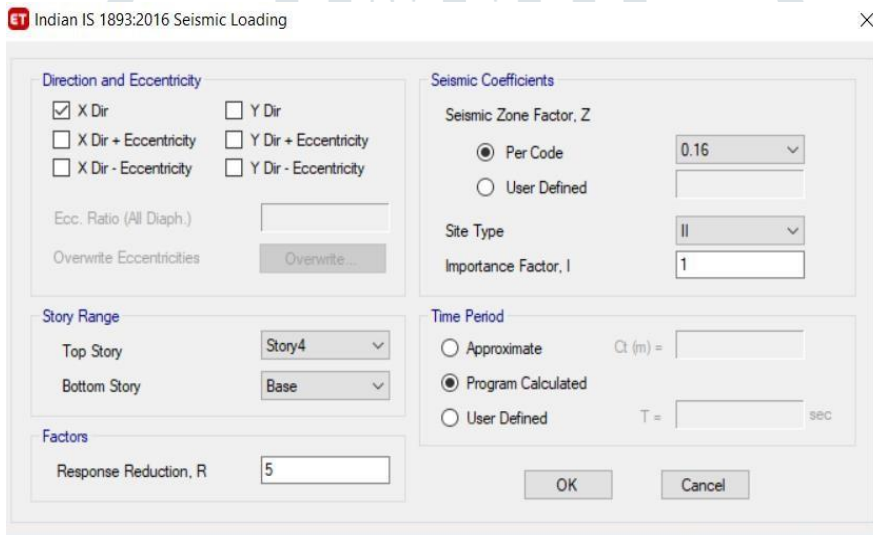 ET Indian IS 1893:2016 Seismic Loading
Direction and Eccentricity
X Dir Y Dir
X Dir + Eccentricity Y Dir + Eccentricity
X Dir - Eccentricity Y Dir - Eccentricity
Ecc. Ratio (All Diaph.)
Overwrite Eccentricities Overwrite...
Story Range
Top Story Story4
Bottom Story Base
Factors
Response Reduction, R 5
Seismic Coefficients
Seismic Zone Factor, Z
Per Code 0.16
User Defined
Site Type II
Importance Factor, I 1
Time Period
Approximate Ct (m) =
Program Calculated
User Defined T = sec
OK Cancel